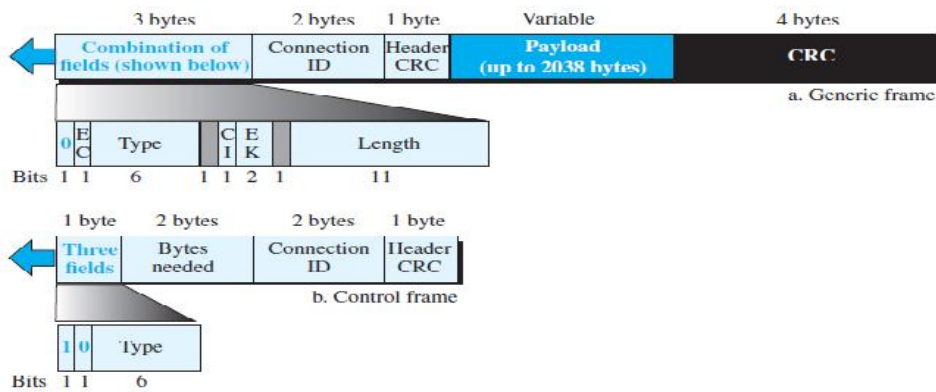 3 bytes 2 bytes 1 byte Variable 4 bytes
Combination of fields (shown below) Connection ID Header CRC Payload (up to 2038 bytes) CRC
a. Generic frame
0 EC Type CI EK Length
Bits 1 1 6 1 1 2 1 11
1 byte 2 bytes 2 bytes 1 byte
Three fields Bytes needed Connection ID Header CRC
b. Control frame
1 0 Type
Bits 1 1 6